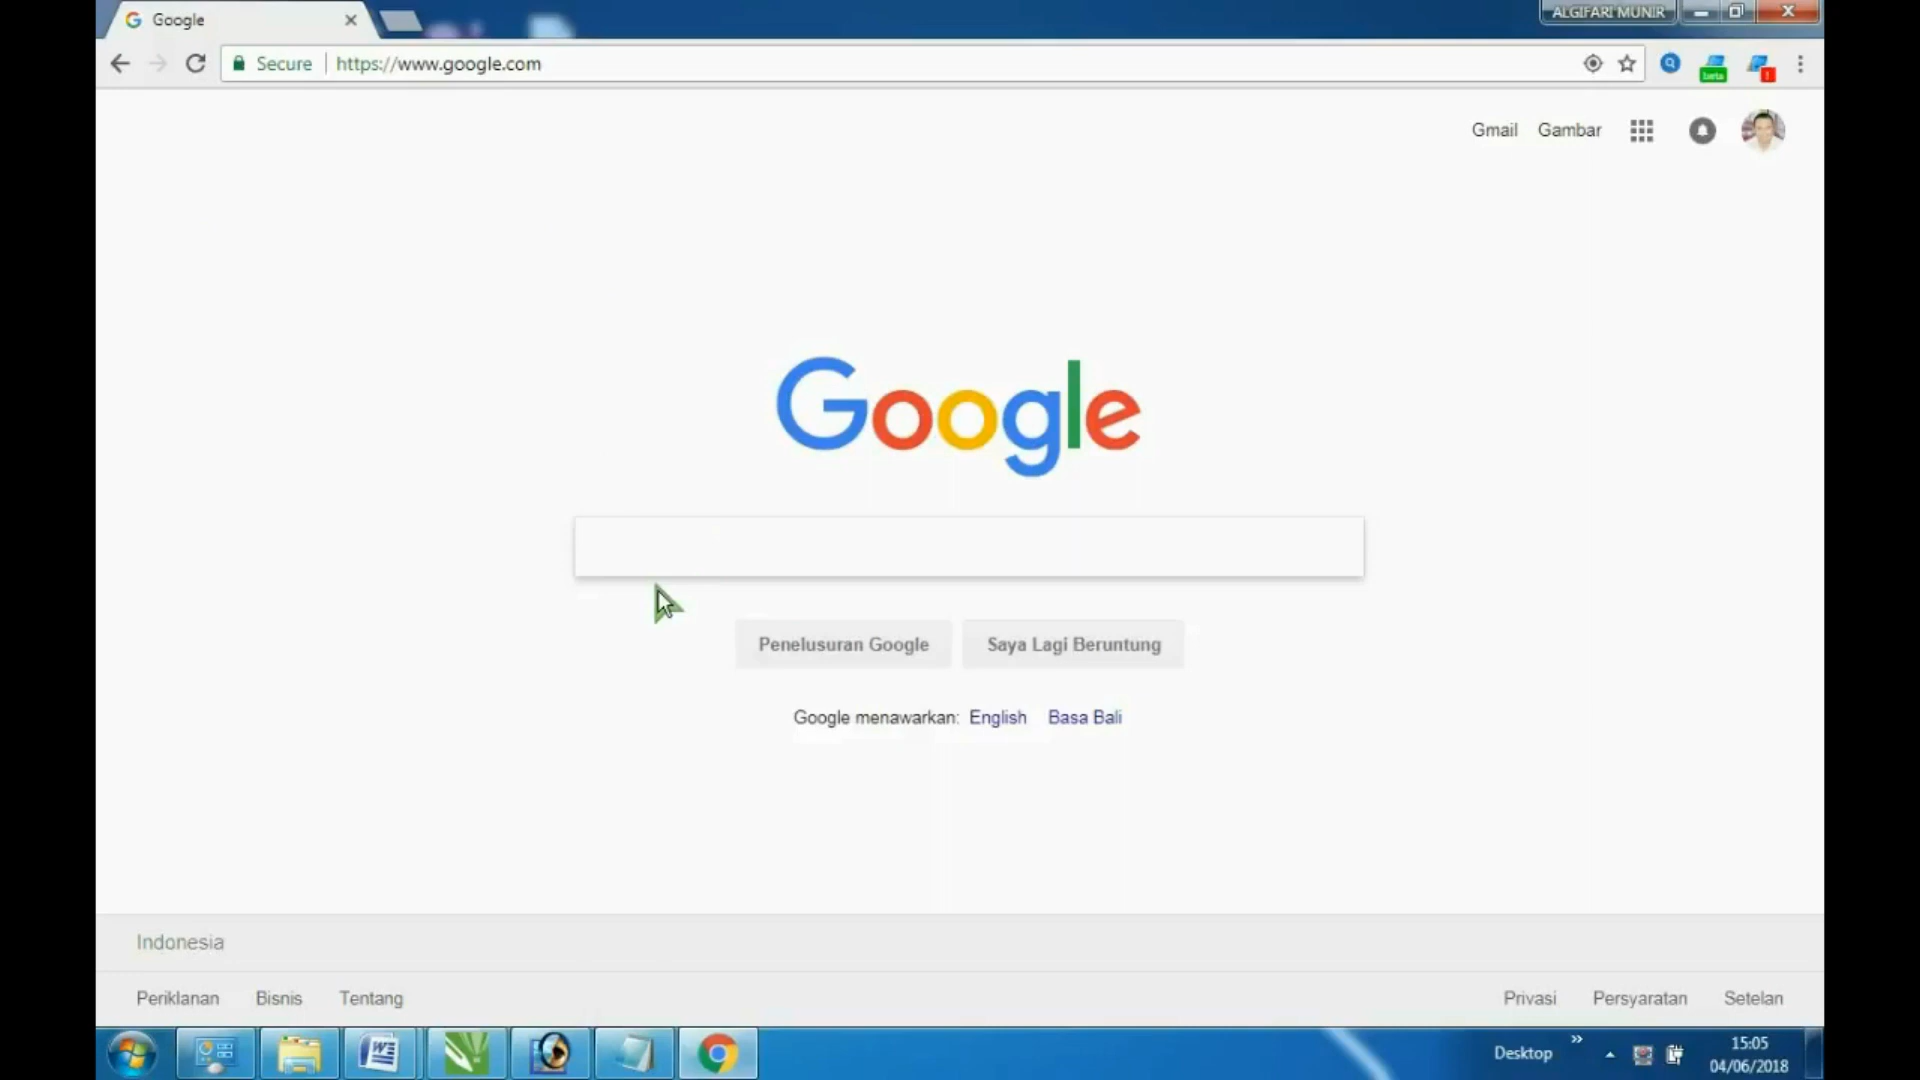 Google
ALGIFARI MUNIR
Secure
https://www.google.com
beta
Gmail
Gambar
Google
Penelusuran Google
Saya Lagi Beruntung
Google menawarkan: English Basa Bali
Indonesia
Periklanan
Bisnis
Tentang
Privasi
Persyaratan
Setelan
Desktop
15:05
04/06/2018